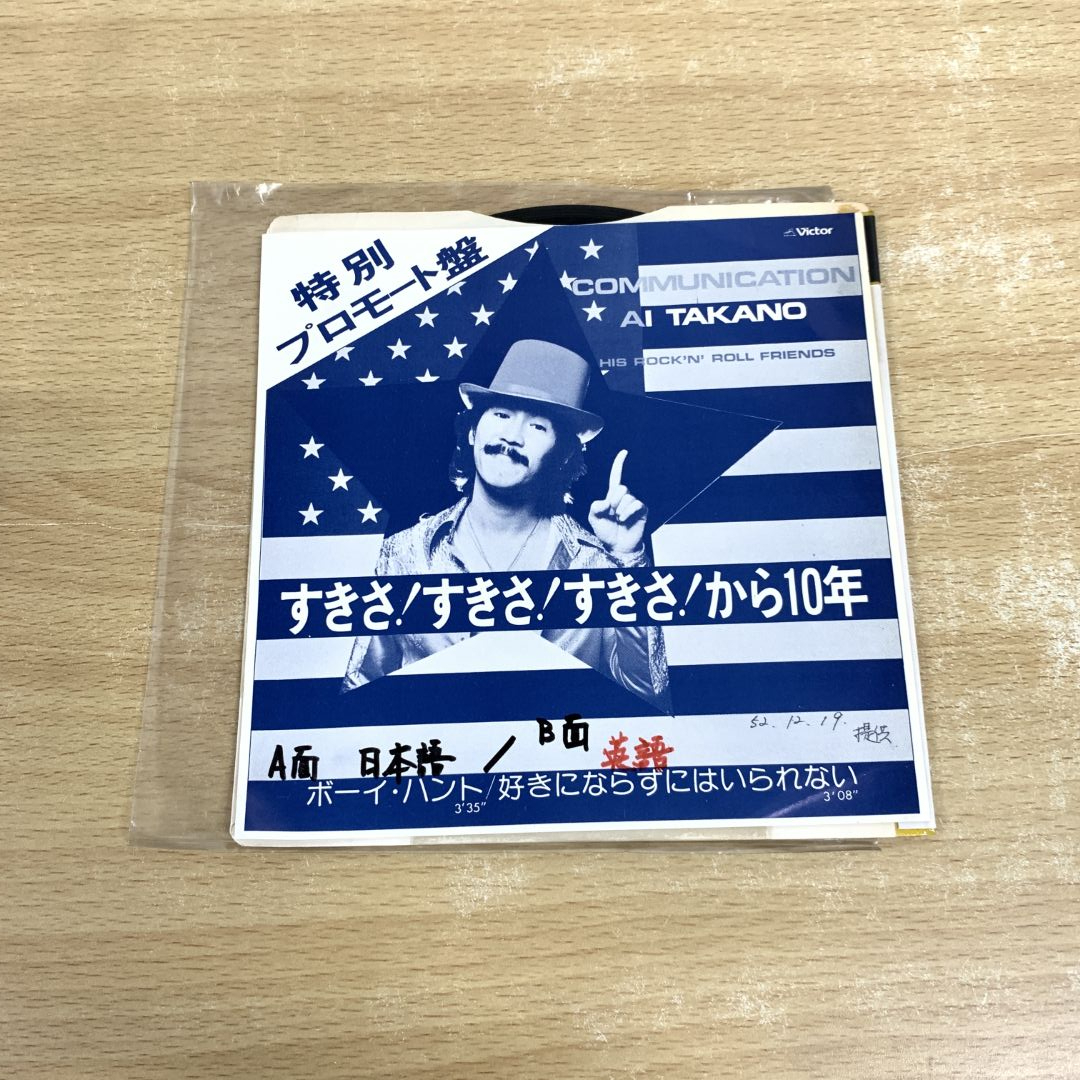 特別
プロモート盤
Victor
COMMUNICATION
AI TAKANO
HIS ROCK'N' ROLL FRIENDS
すきさ!すきさ!すきさ!から10年
52.12.19.
提供
A面 日本語 / B面 英語
ボーイ・ハント/好きにならずにはいられない
3'35" 3'08"